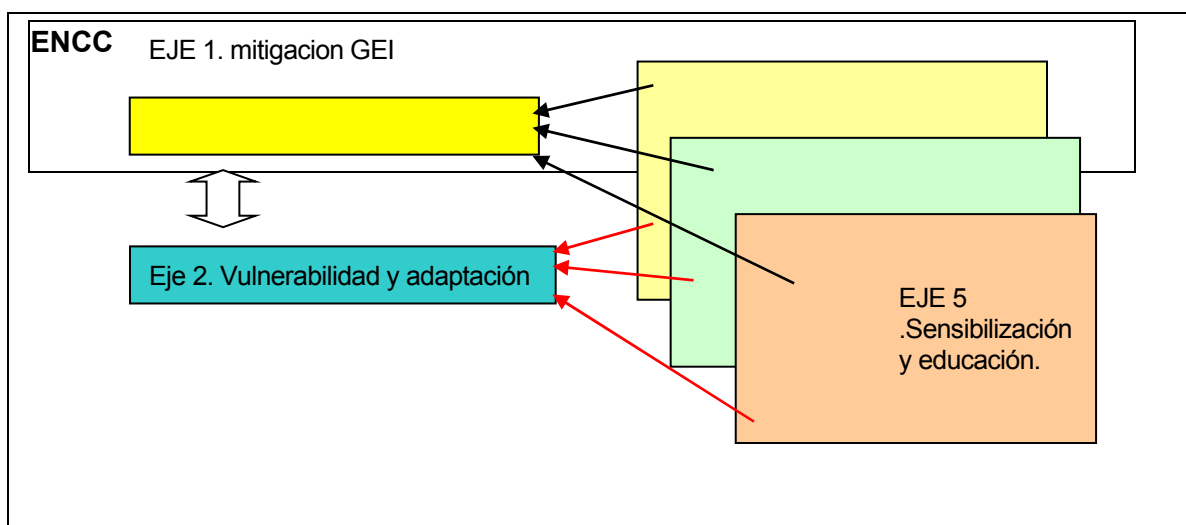 ENCC
EJE 1. mitigacion GEI
Eje 2. Vulnerabilidad y adaptación
EJE 5
.Sensibilización
y educación.